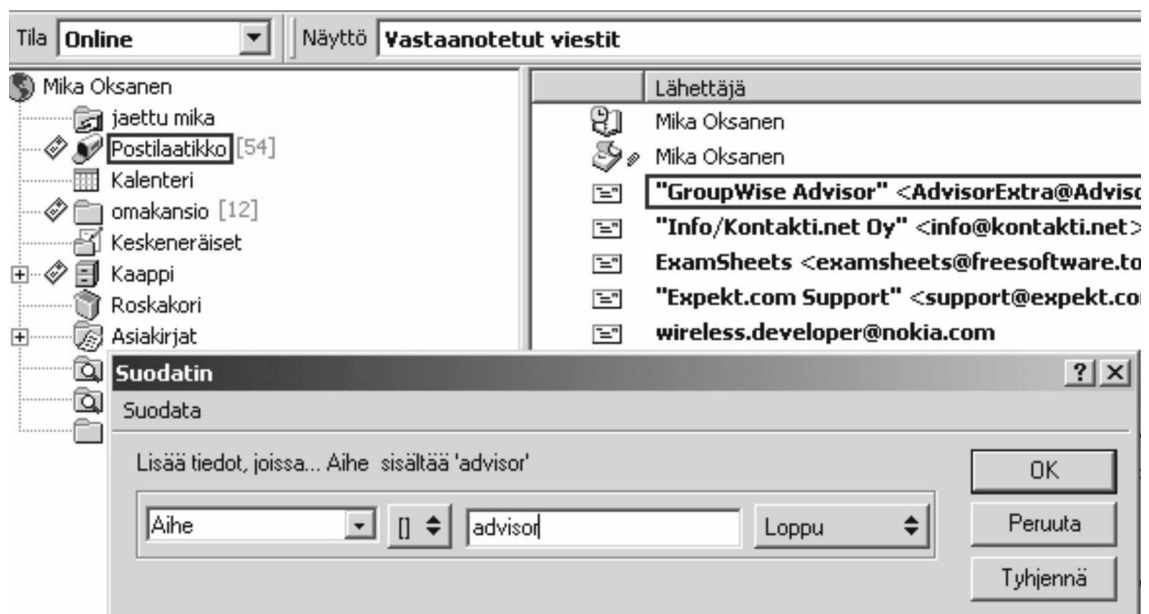 Tila Online Näyttö Vastaanotetut viestit
Mika Oksanen
jaettu mika
Postilaatikko [54]
Kalenteri
omakansio [12]
Keskeneräiset
Kaappi
Roskakori
Asiakirjat
Lähettäjä
Mika Oksanen
Mika Oksanen
"GroupWise Advisor" <AdvisorExtra@Adviso
"Info/Kontakti.net Oy" <info@kontakti.net>
ExamSheets <examsheets@freesoftware.to
"Expekt.com Support" <support@expekt.co
wireless.developer@nokia.com
Suodatin
Suodata
Lisää tiedot, joissa... Aihe sisältää 'advisor'
Aihe [] advisor Loppu
OK
Peruuta
Tyhjennä